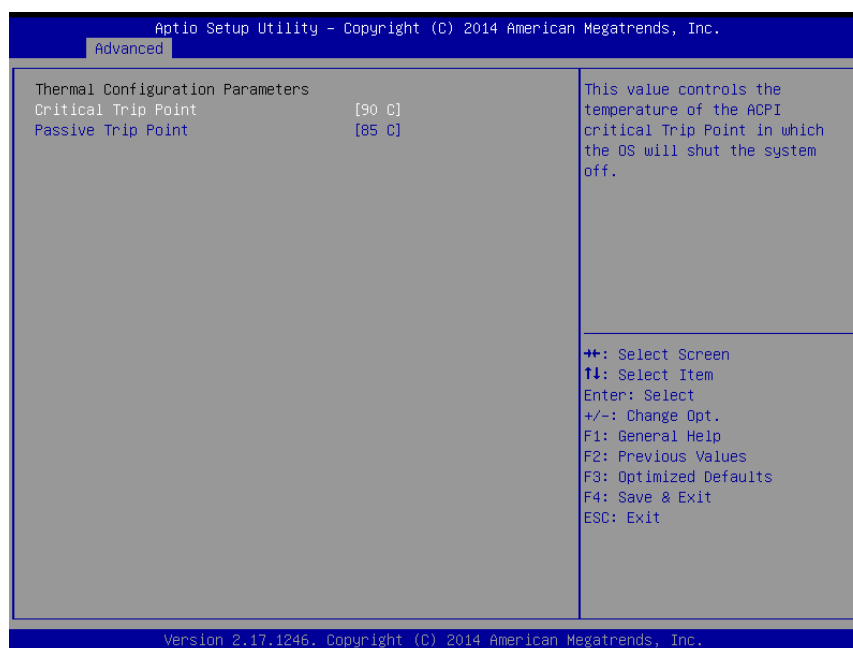 Aptio Setup Utility – Copyright (C) 2014 American Megatrends, Inc.
Advanced
Thermal Configuration Parameters
Critical Trip Point [90 C]
Passive Trip Point [85 C]
This value controls the
temperature of the ACPI
critical Trip Point in which
the OS will shut the system
off.
→←: Select Screen
↑↓: Select Item
Enter: Select
+/-: Change Opt.
F1: General Help
F2: Previous Values
F3: Optimized Defaults
F4: Save & Exit
ESC: Exit
Version 2.17.1246. Copyright (C) 2014 American Megatrends, Inc.